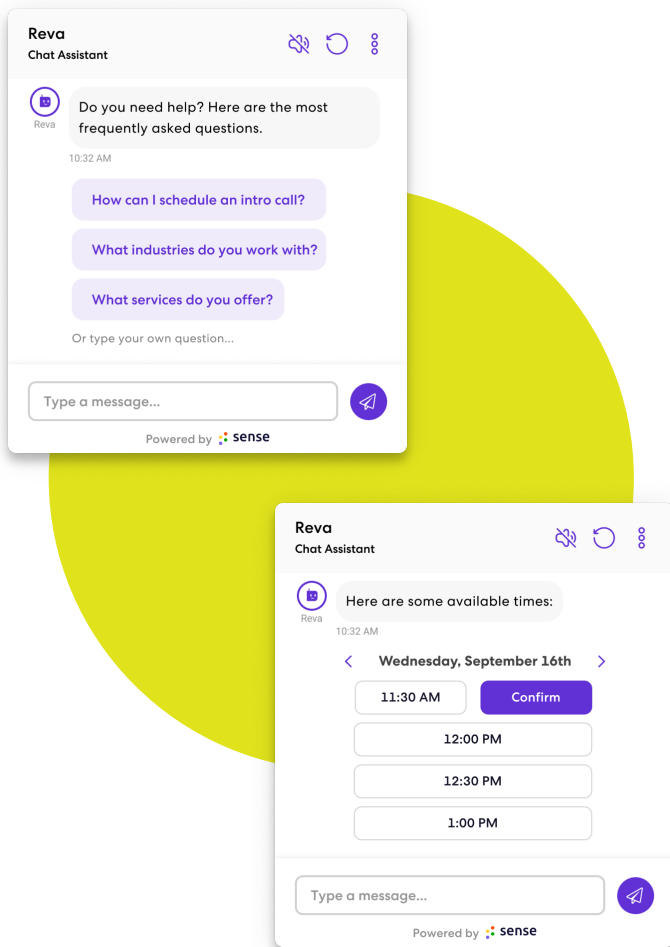 Reva
Chat Assistant
Do you need help? Here are the most
frequently asked questions.
Reva
10:32 AM
How can I schedule an intro call?
What industries do you work with?
What services do you offer?
Or type your own question...
Type a message...
Powered by sense
Reva
Chat Assistant
Here are some available times:
Reva
10:32 AM
Wednesday, September 16th
11:30 AM Confirm
12:00 PM
12:30 PM
1:00 PM
Type a message...
Powered by sense